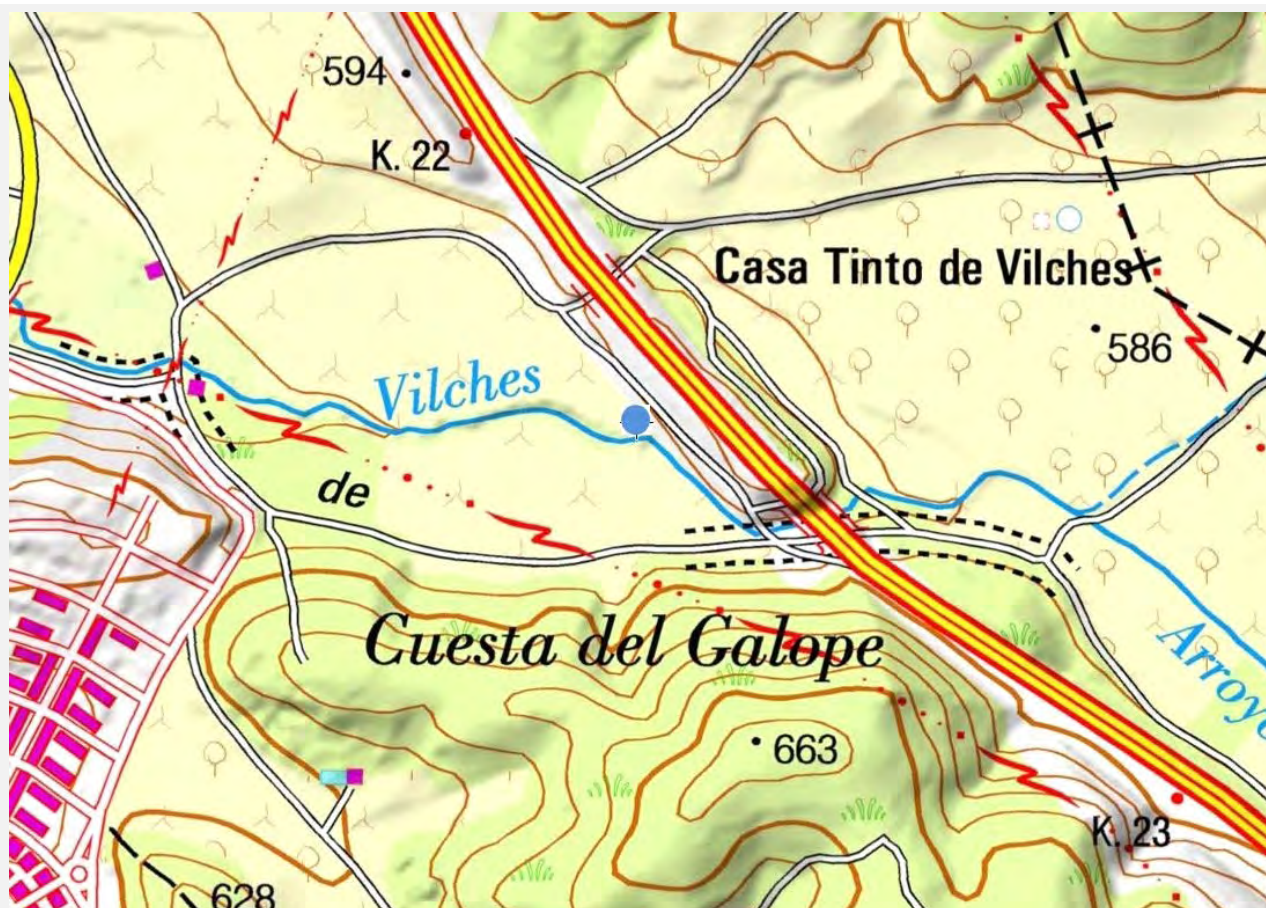 594
K. 22
Casa Tinto de Vilches
586
Vilches
de
Cuesta del Galope
Arroyo
663
K. 23
628